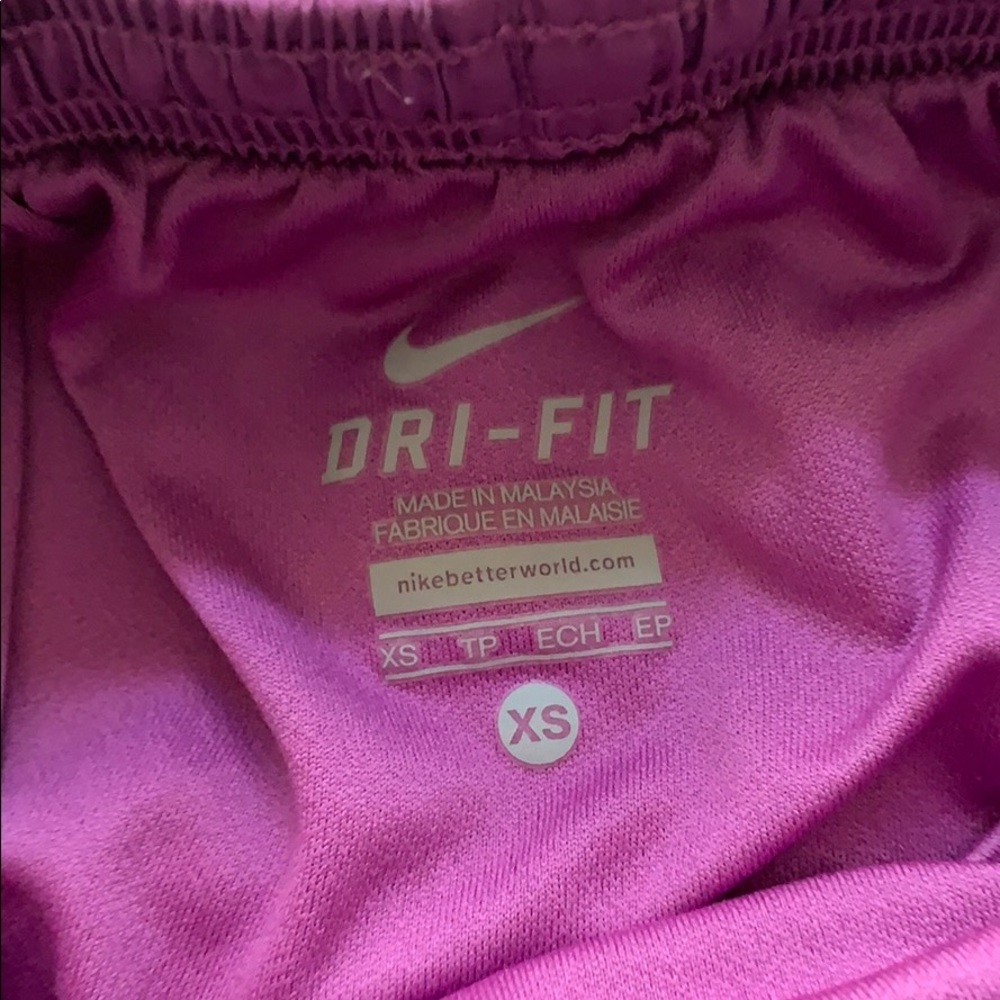 DRI-FIT
MADE IN MALAYSIA
FABRIQUE EN MALAISIE
nikebetterworld.com
XS TP ECH EP
XS